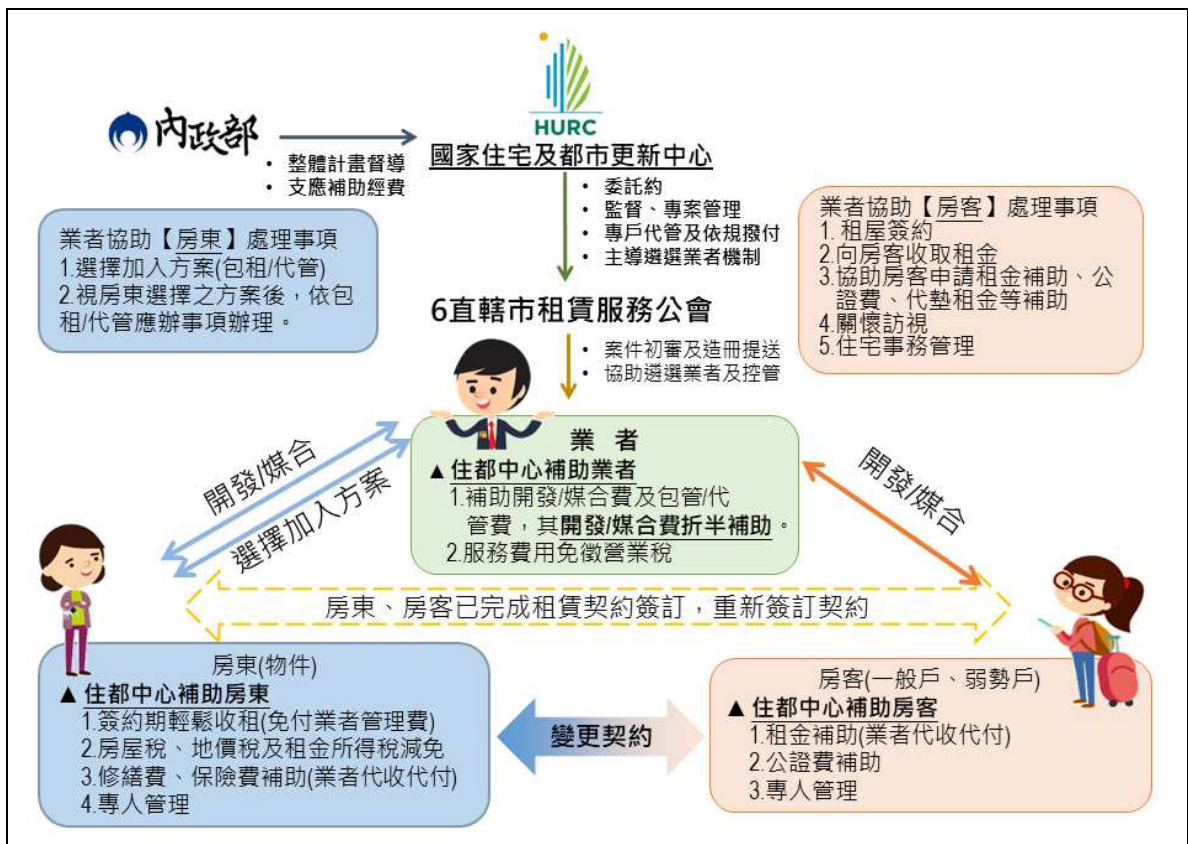 內政部
• 整體計畫督導
• 支應補助經費
HURC
國家住宅及都市更新中心
• 委託約
• 監督、專案管理
• 專戶代管及依規撥付
• 主導遴選業者機制
業者協助【房東】處理事項
1.選擇加入方案(包租/代管)
2.視房東選擇之方案後，依包
租/代管應辦事項辦理。
業者協助【房客】處理事項
1. 租屋簽約
2.向房客收取租金
3.協助房客申請租金補助、公
證費、代墊租金等補助
4.關懷訪視
5.住宅事務管理
6直轄市租賃服務公會
• 案件初審及造冊提送
• 協助遴選業者及控管
業 者
▲住都中心補助業者
1.補助開發/媒合費及包管/代
管費，其開發/媒合費折半補助。
2.服務費用免徵營業稅
開發/媒合
選擇加入方案
開發/媒合
房東、房客已完成租賃契約簽訂，重新簽訂契約
房東(物件)
▲住都中心補助房東
1.簽約期輕鬆收租(免付業者管理費)
2.房屋稅、地價稅及租金所得稅減免
3.修繕費、保險費補助(業者代收代付)
4.專人管理
變更契約
房客(一般戶、弱勢戶)
▲住都中心補助房客
1.租金補助(業者代收代付)
2.公證費補助
3.專人管理